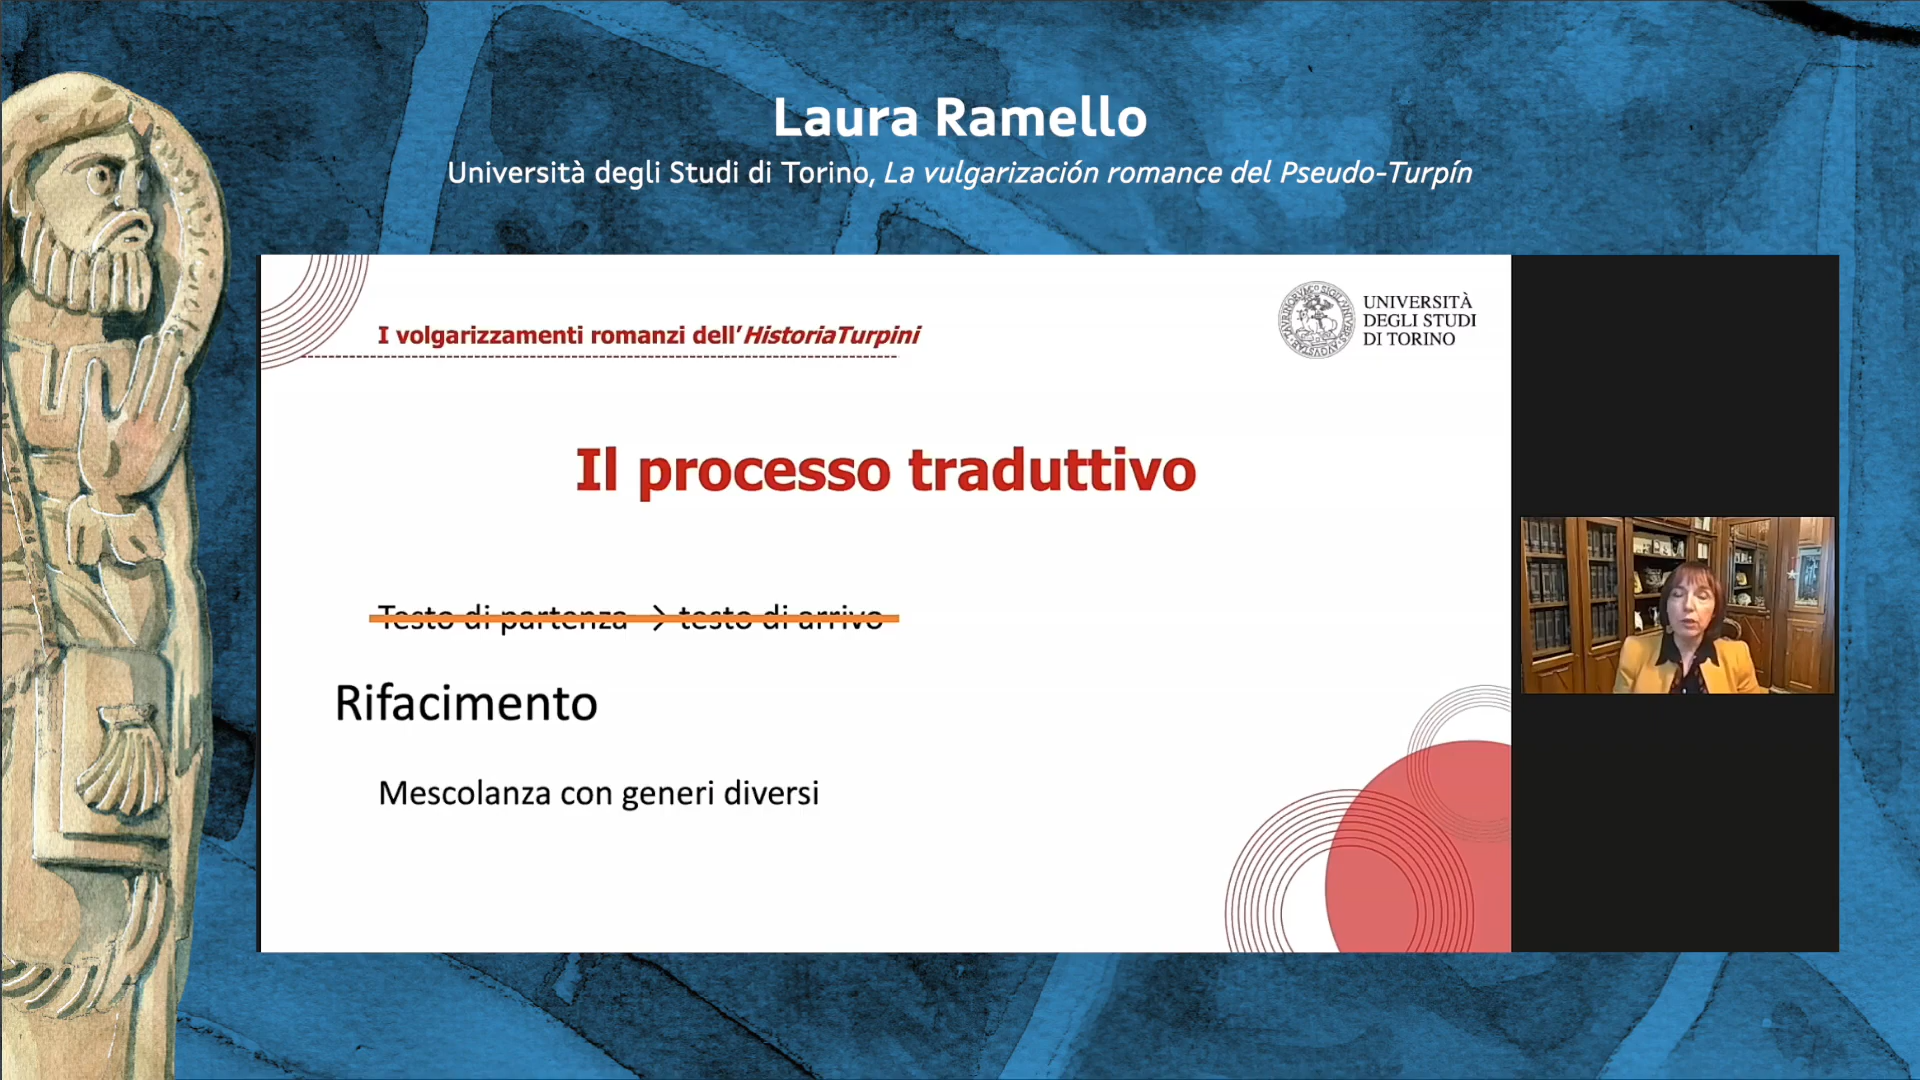 Laura Ramello
Università degli Studi di Torino, La vulgarización romance del Pseudo-Turpín
I volgarizzamenti romanzi dell'HistoriaTurpini
UNIVERSITÀ
DEGLI STUDI
DI TORINO
Il processo traduttivo
Testo di partenza → testo di arrivo
Rifacimento
Mescolanza con generi diversi